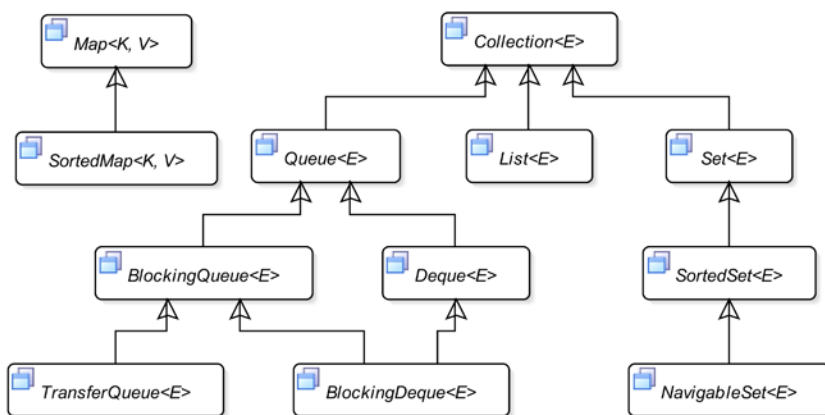 Map<K, V>
Collection<E>
SortedMap<K, V>
Queue<E>
List<E>
Set<E>
BlockingQueue<E>
Deque<E>
SortedSet<E>
TransferQueue<E>
BlockingDeque<E>
NavigableSet<E>